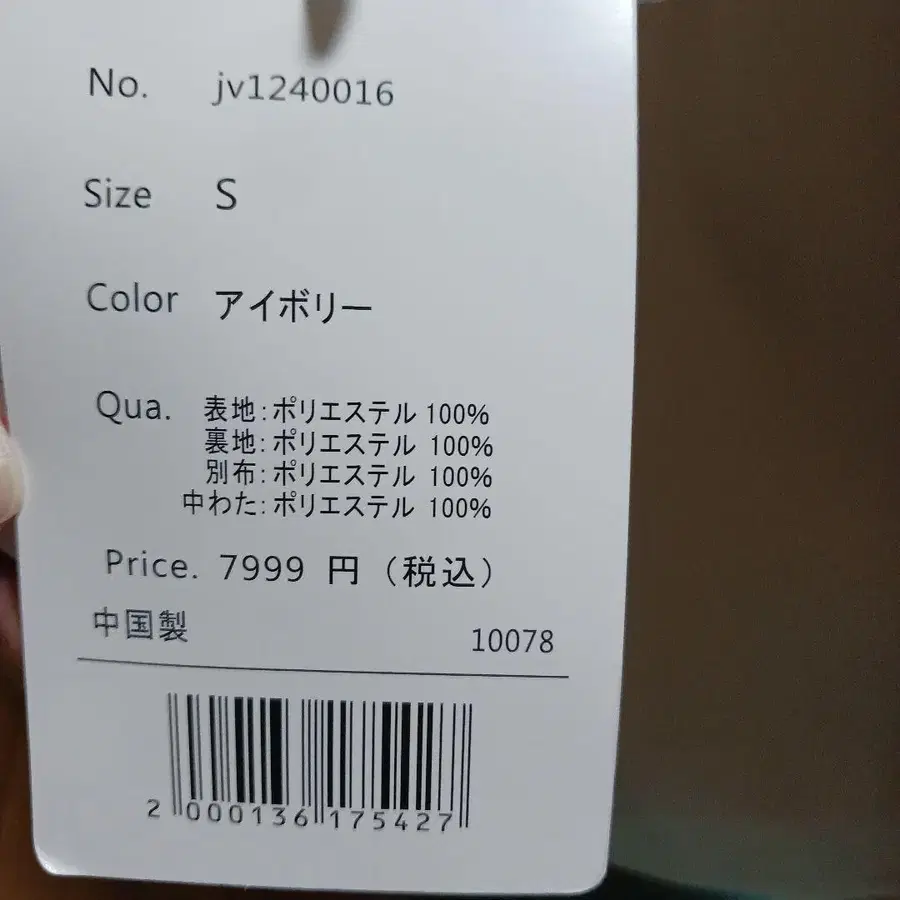 No. jv1240016
Size S
Color アイボリー
Qua. 表地:ポリエステル 100%
裏地:ポリエステル 100%
別布:ポリエステル 100%
中わた:ポリエステル 100%
Price. 7999 円（税込）
中国製 10078
2 000136 175427